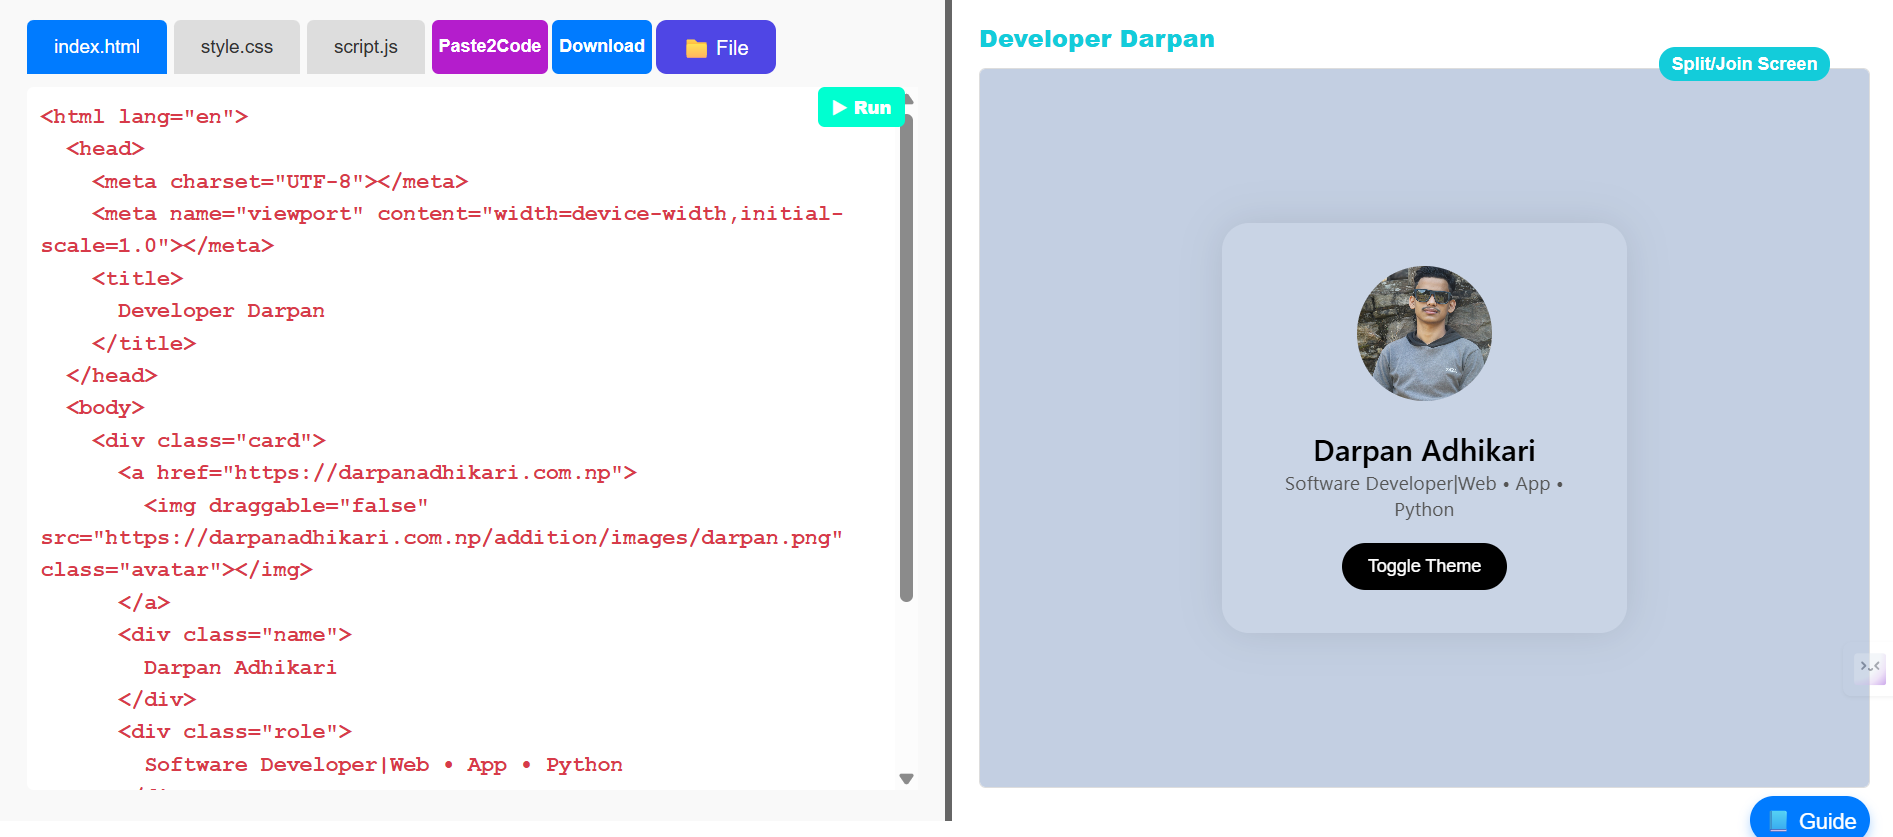 index.html
style.css
script.js
Paste2Code
Download
File
Run
<html lang="en">
<head>
<meta charset="UTF-8"></meta>
<meta name="viewport" content="width=device-width,initial-
scale=1.0"></meta>
<title>
Developer Darpan
</title>
</head>
<body>
<div class="card">
<a href="https://darpanadhikari.com.np">
<img draggable="false"
src="https://darpanadhikari.com.np/addition/images/darpan.png"
class="avatar"></img>
</a>
<div class="name">
Darpan Adhikari
</div>
<div class="role">
Software Developer|Web • App • Python
Developer Darpan
Split/Join Screen
Darpan Adhikari
Software Developer|Web • App •
Python
Toggle Theme
Guide